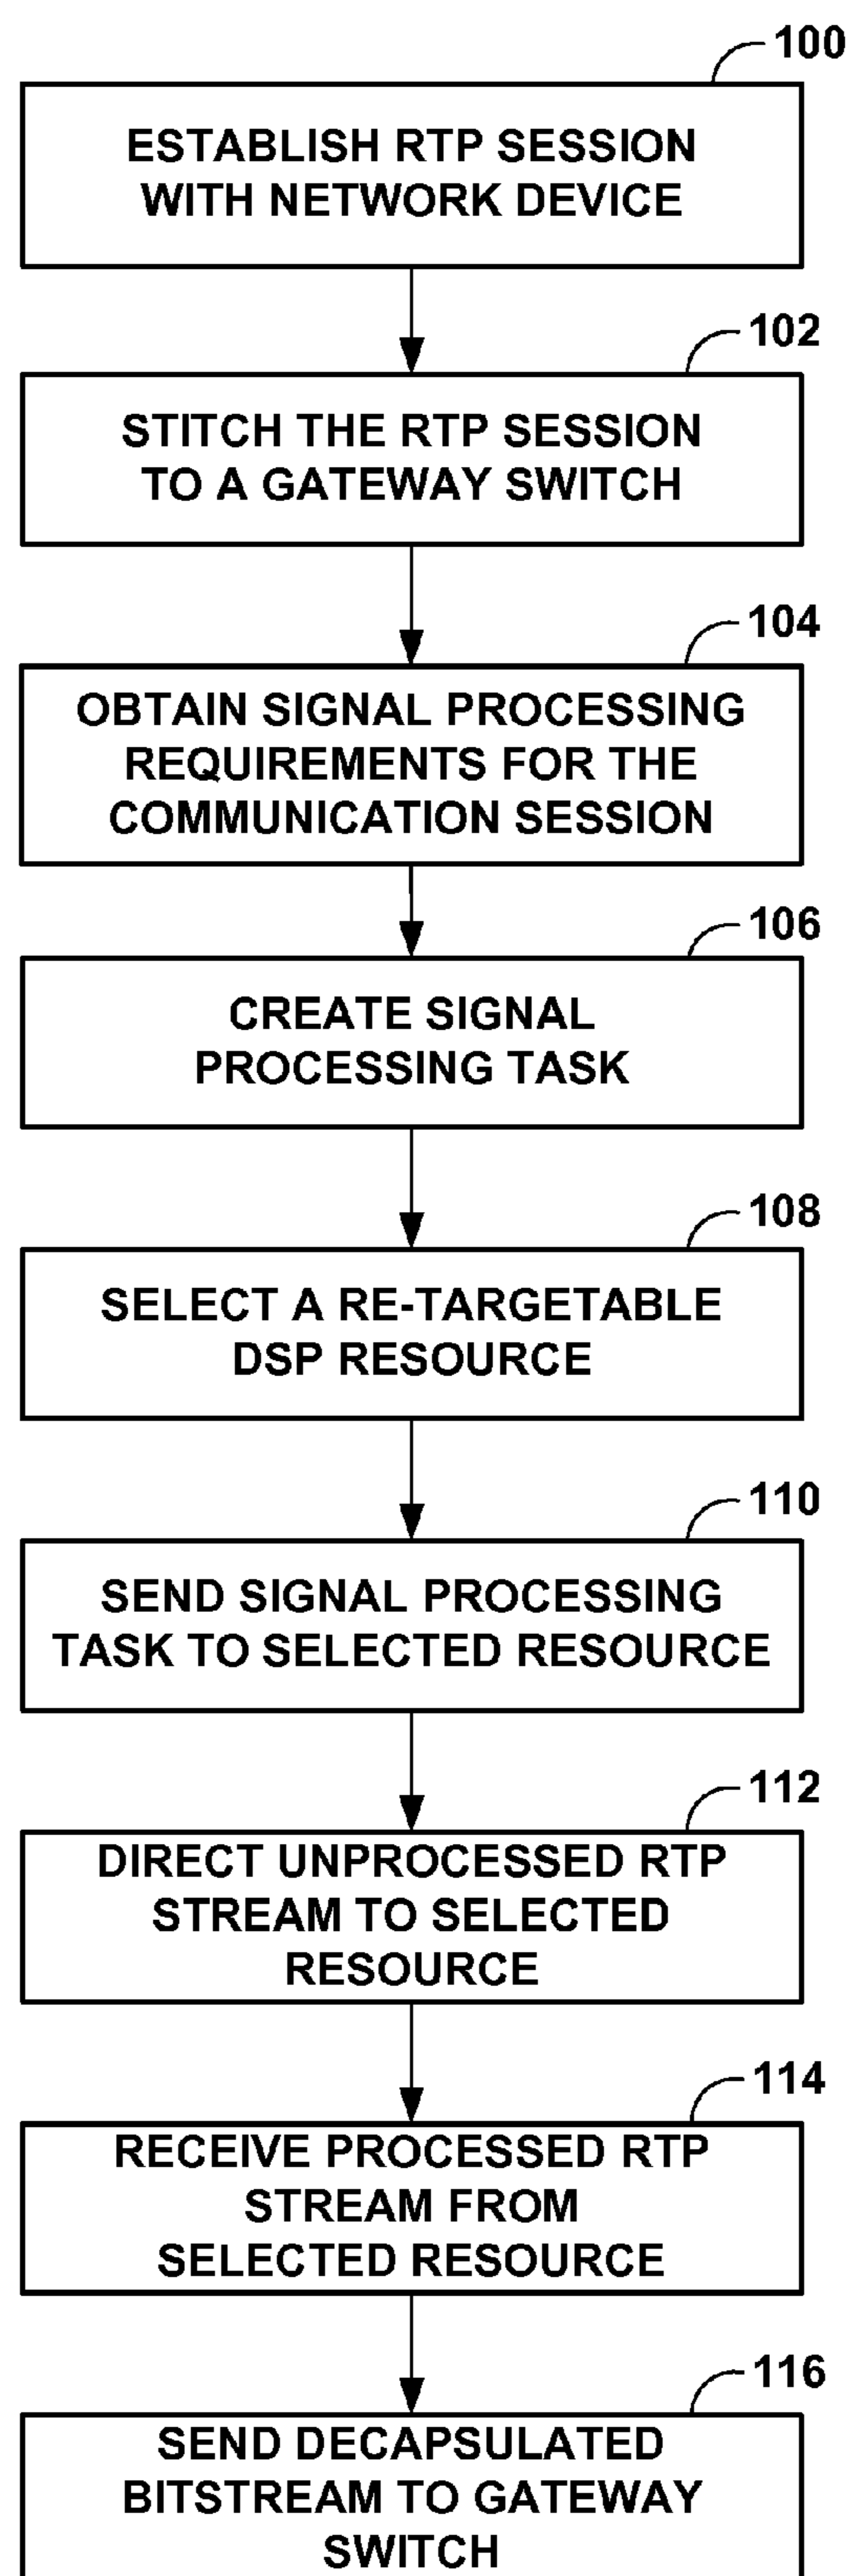 100
ESTABLISH RTP SESSION
WITH NETWORK DEVICE
102
STITCH THE RTP SESSION
TO A GATEWAY SWITCH
104
OBTAIN SIGNAL PROCESSING
REQUIREMENTS FOR THE
COMMUNICATION SESSION
106
CREATE SIGNAL
PROCESSING TASK
108
SELECT A RE-TARGETABLE
DSP RESOURCE
110
SEND SIGNAL PROCESSING
TASK TO SELECTED RESOURCE
112
DIRECT UNPROCESSED RTP
STREAM TO SELECTED
RESOURCE
114
RECEIVE PROCESSED RTP
STREAM FROM
SELECTED RESOURCE
116
SEND DECAPSULATED
BITSTREAM TO GATEWAY
SWITCH